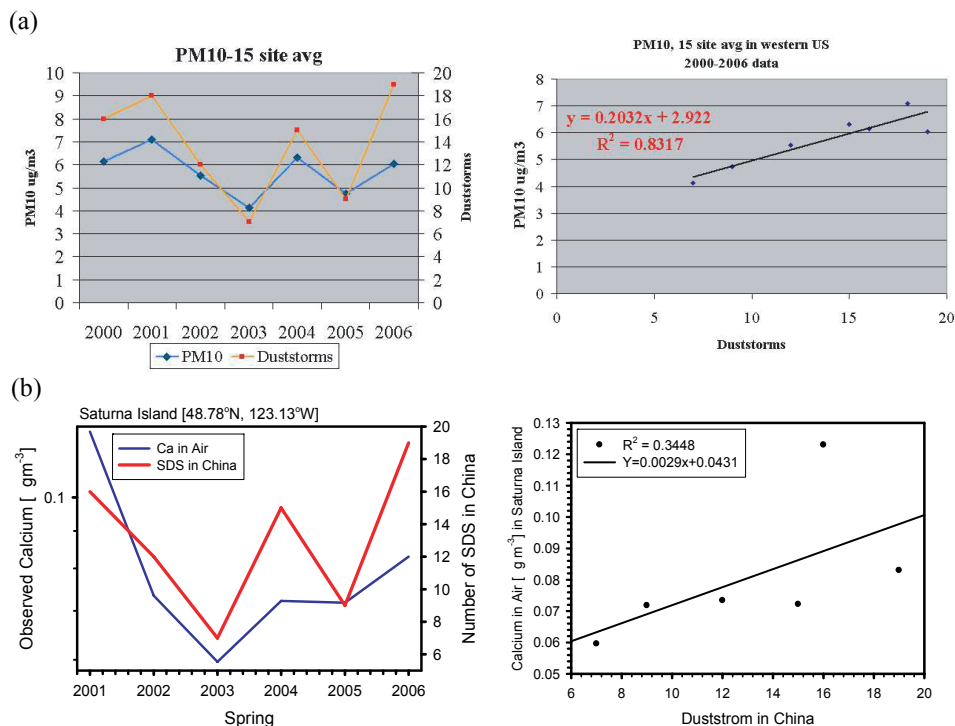 (a)
PM10-15 site avg
10
9
8
7
6
5
4
3
2
1
0
PM10 ug/m3
20
18
16
14
12
10
8
6
4
2
0
Duststorms
2000 2001 2002 2003 2004 2005 2006
PM10 Duststorms
PM10, 15 site avg in western US
2000-2006 data
y = 0.2032x + 2.922
R² = 0.8317
8
7
6
5
4
3
2
1
0
PM10 ug/m3
0 5 10 15 20
Duststorms
(b)
Saturna Island [48.78°N, 123.13°W]
Ca in Air
SDS in China
Observed Calcium [ gm⁻³]
0.1
20
18
16
14
12
10
8
6
Number of SDS in China
2001 2002 2003 2004 2005 2006
Spring
R² = 0.3448
Y=0.0029x+0.0431
0.13
0.12
0.11
0.10
0.09
0.08
0.07
0.06
0.05
Calcium in Air [ gm⁻³] in Saturna Island
6 8 10 12 14 16 18 20
Duststrom in China